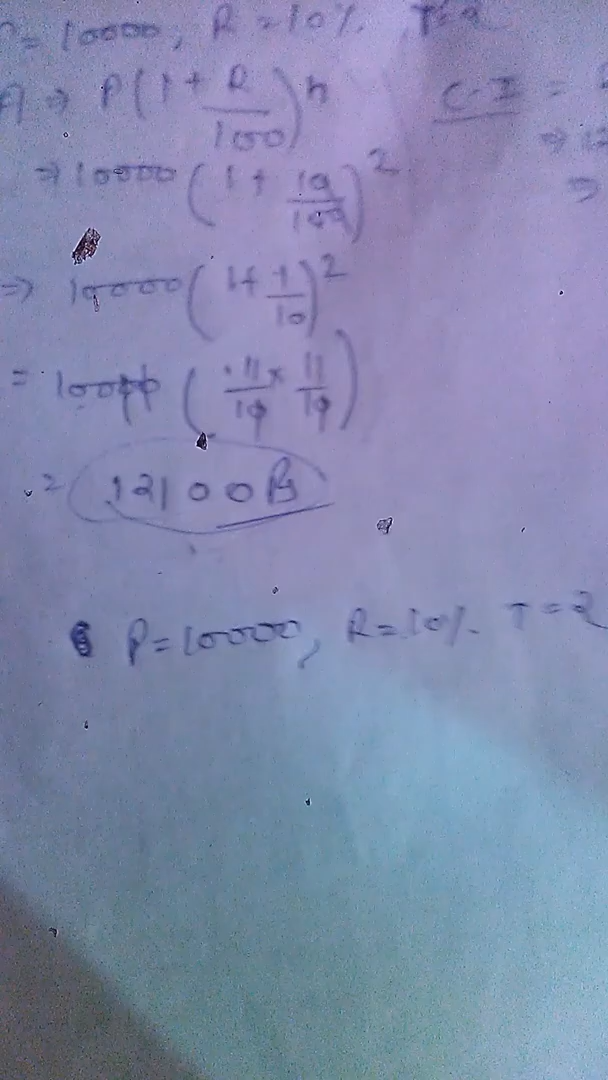 P = 10000, R = 10%. T = 2
A ⇒ P(1 + R/100)^n
C.I =
⇒ 10000 (1 + 10/100)^2
⇒ 10000 (1 + 1/10)^2
= 10000 (11/10 × 11/10)
= 12100 Rs
P = 10000, R = 10%. T = 2